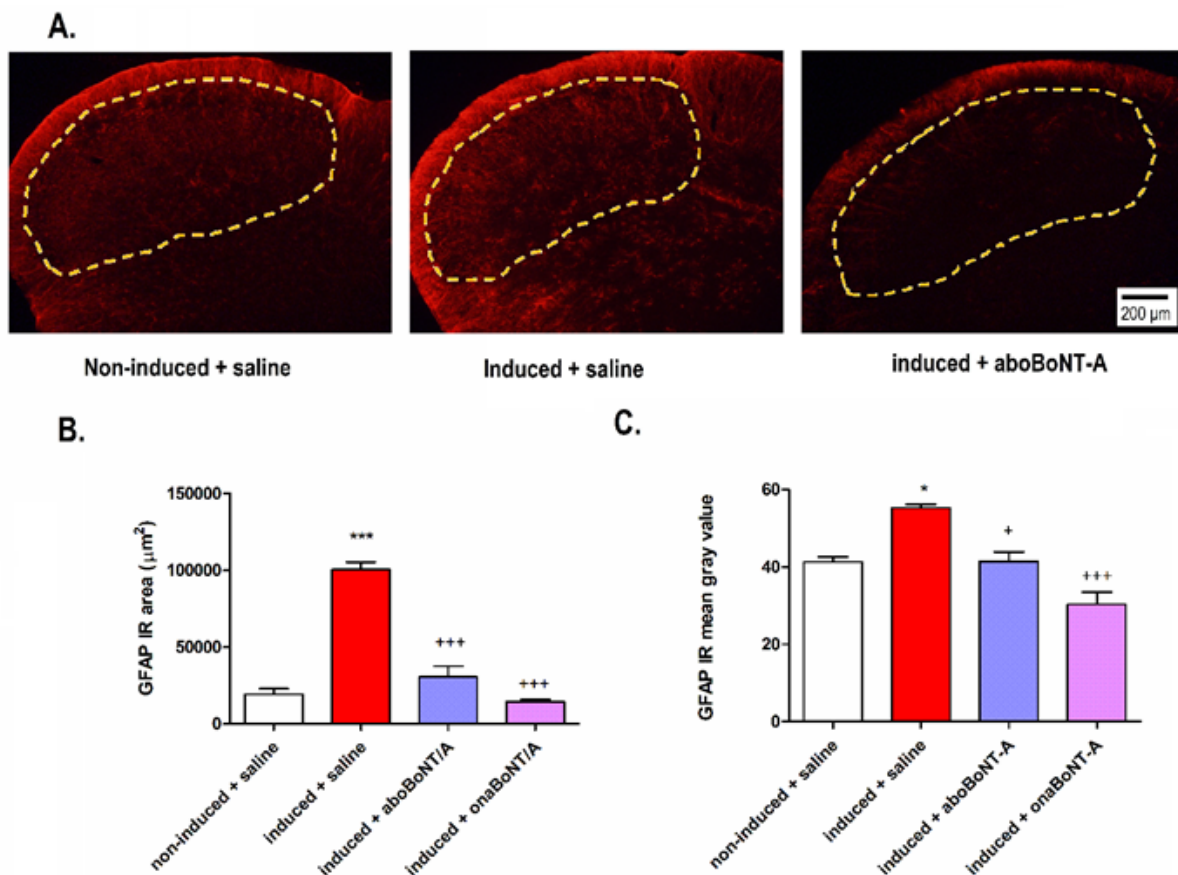 A.
200 µm
Non-induced + saline
Induced + saline
induced + aboBoNT-A
B.
GFAP IR area (µm²)
150000
100000
50000
0
***
+++
+++
non-induced + saline
induced + saline
induced + aboBoNT/A
induced + onaBoNT/A
C.
GFAP IR mean gray value
60
40
20
0
*
+
+++
non-induced + saline
induced + saline
induced + aboBoNT-A
induced + onaBoNT-A